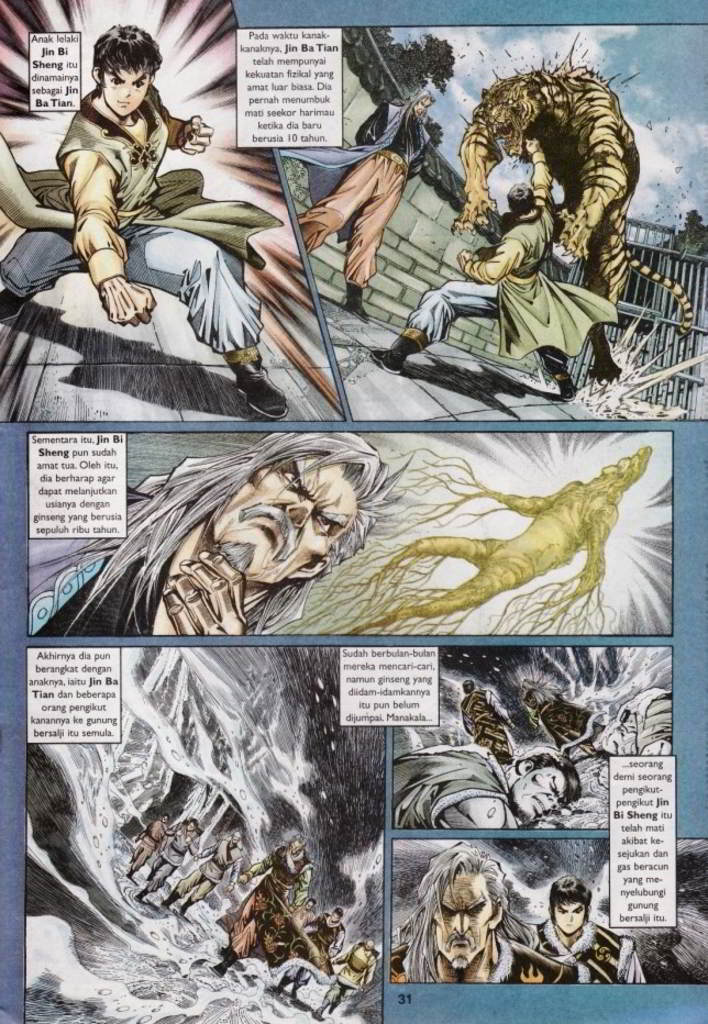 Anak lelaki
Jin Bi
Sheng itu
dinamainya
sebagai Jin
Ba Tian.
Pada waktu kanak-
kanaknya, Jin Ba Tian
telah mempunyai
kekuatan fizikal yang
amat luar biasa. Dia
pernah menumbuk
mati seekor harimau
ketika dia baru
berusia 10 tahun.
Sementara itu, Jin Bi
Sheng pun sudah
amat tua. Oleh itu,
dia berharap agar
dapat melanjutkan
usianya dengan
ginseng yang berusia
sepuluh ribu tahun.
Akhirnya dia pun
berangkat dengan
anaknya, iaitu Jin Ba
Tian dan beberapa
orang pengikut
kanannya ke gunung
bersalji itu semula.
Sudah berbulan-bulan
mereka mencari-cari,
namun ginseng yang
diidam-idamkannya
itu pun belum
dijumpai. Manakala...
...seorang
demi seorang
pengikut-
pengikut Jin
Bi Sheng itu
telah mati
akibat ke-
sejukan dan
gas beracun
yang me-
nyelubungi
gunung
bersalji itu.
31